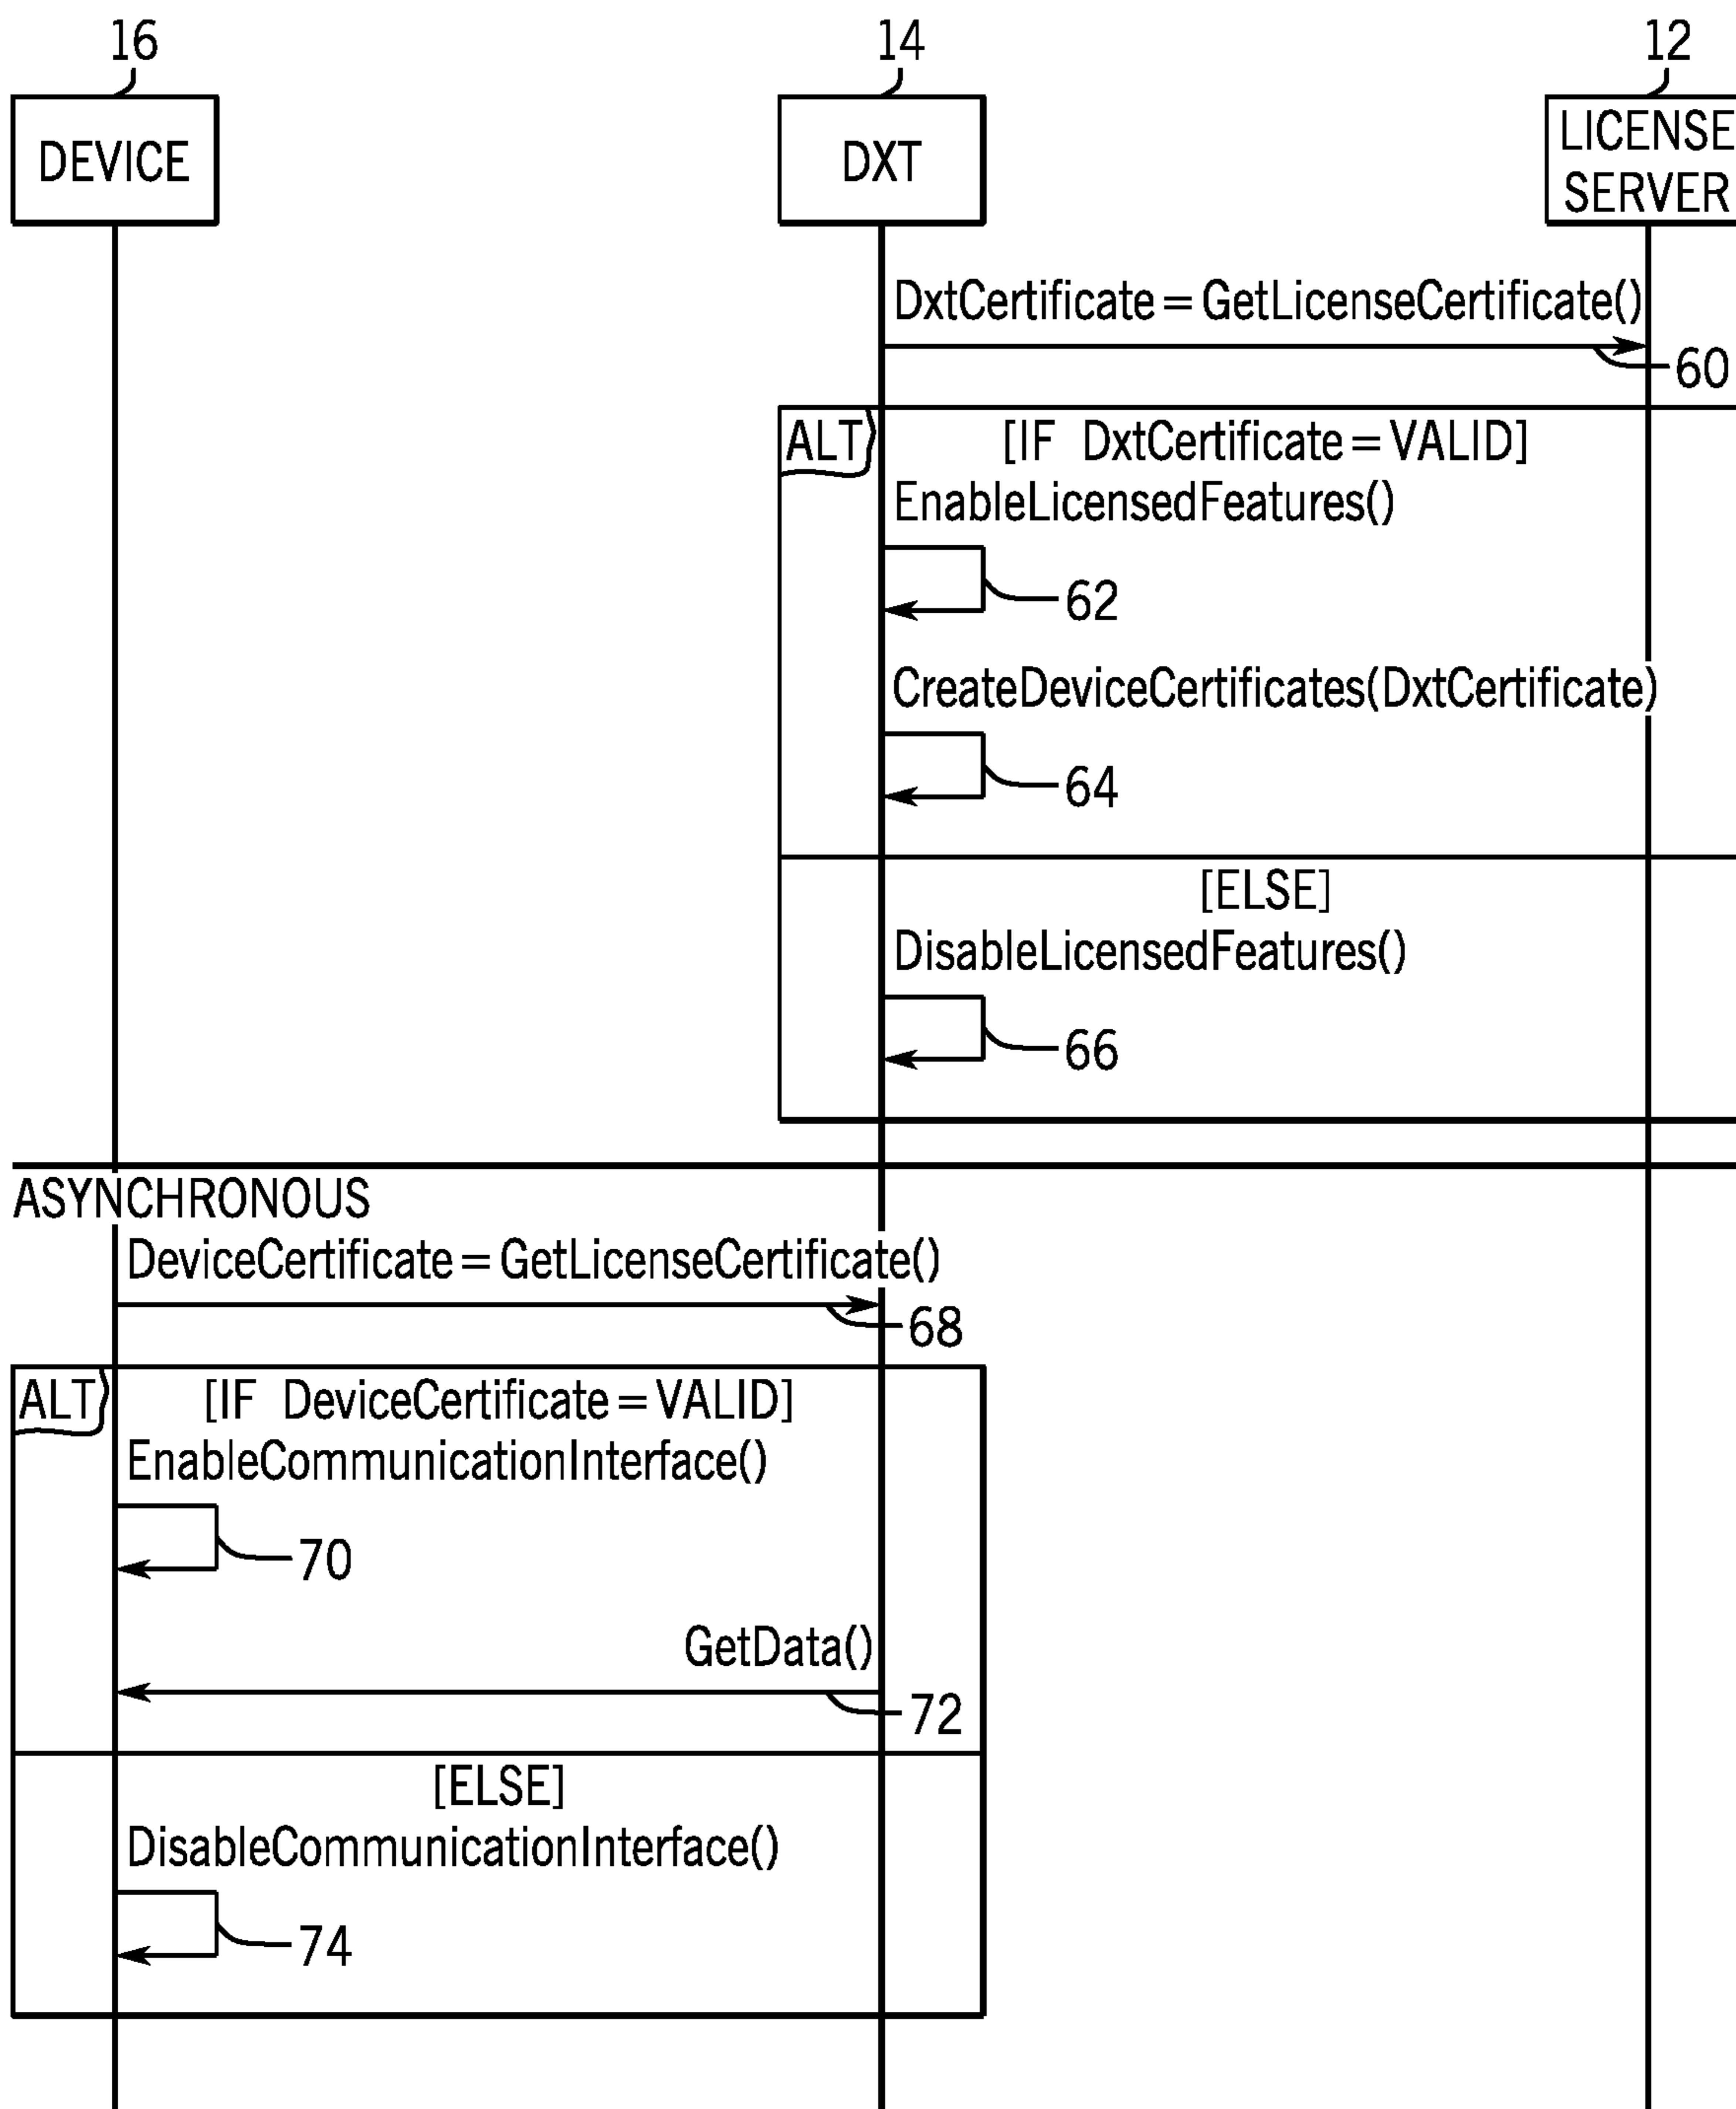 16
14
12
DEVICE
DXT
LICENSE
SERVER
DxtCertificate=GetLicenseCertificate()
60
ALT
[IF DxtCertificate=VALID]
EnableLicensedFeatures()
62
CreateDeviceCertificates(DxtCertificate)
64
[ELSE]
DisableLicensedFeatures()
66
ASYNCHRONOUS
DeviceCertificate=GetLicenseCertificate()
68
ALT
[IF DeviceCertificate=VALID]
EnableCommunicationInterface()
70
GetData()
72
[ELSE]
DisableCommunicationInterface()
74